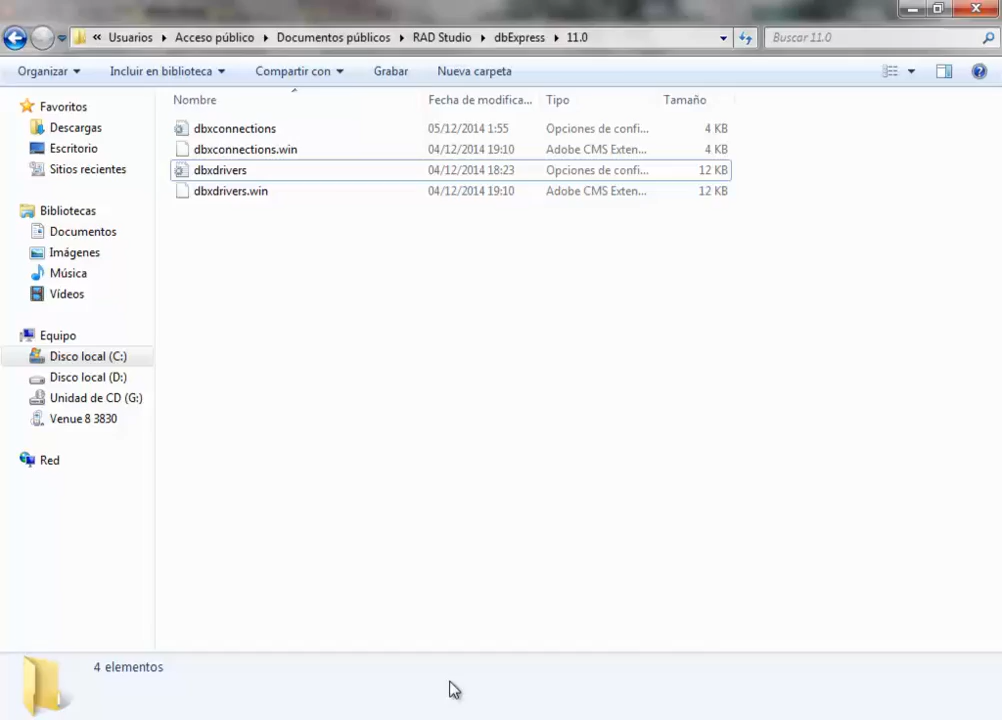 « Usuarios Acceso público Documentos públicos RAD Studio dbExpress 11.0 Buscar 11.0
Organizar Incluir en biblioteca Compartir con Grabar Nueva carpeta
Favoritos
Descargas
Escritorio
Sitios recientes
Bibliotecas
Documentos
Imágenes
Música
Vídeos
Equipo
Disco local (C:)
Disco local (D:)
Unidad de CD (G:)
Venue 8 3830
Red
Nombre Fecha de modifica... Tipo Tamaño
dbxconnections 05/12/2014 1:55 Opciones de confi... 4 KB
dbxconnections.win 04/12/2014 19:10 Adobe CMS Exten... 4 KB
dbxdrivers 04/12/2014 18:23 Opciones de confi... 12 KB
dbxdrivers.win 04/12/2014 19:10 Adobe CMS Exten... 12 KB
4 elementos